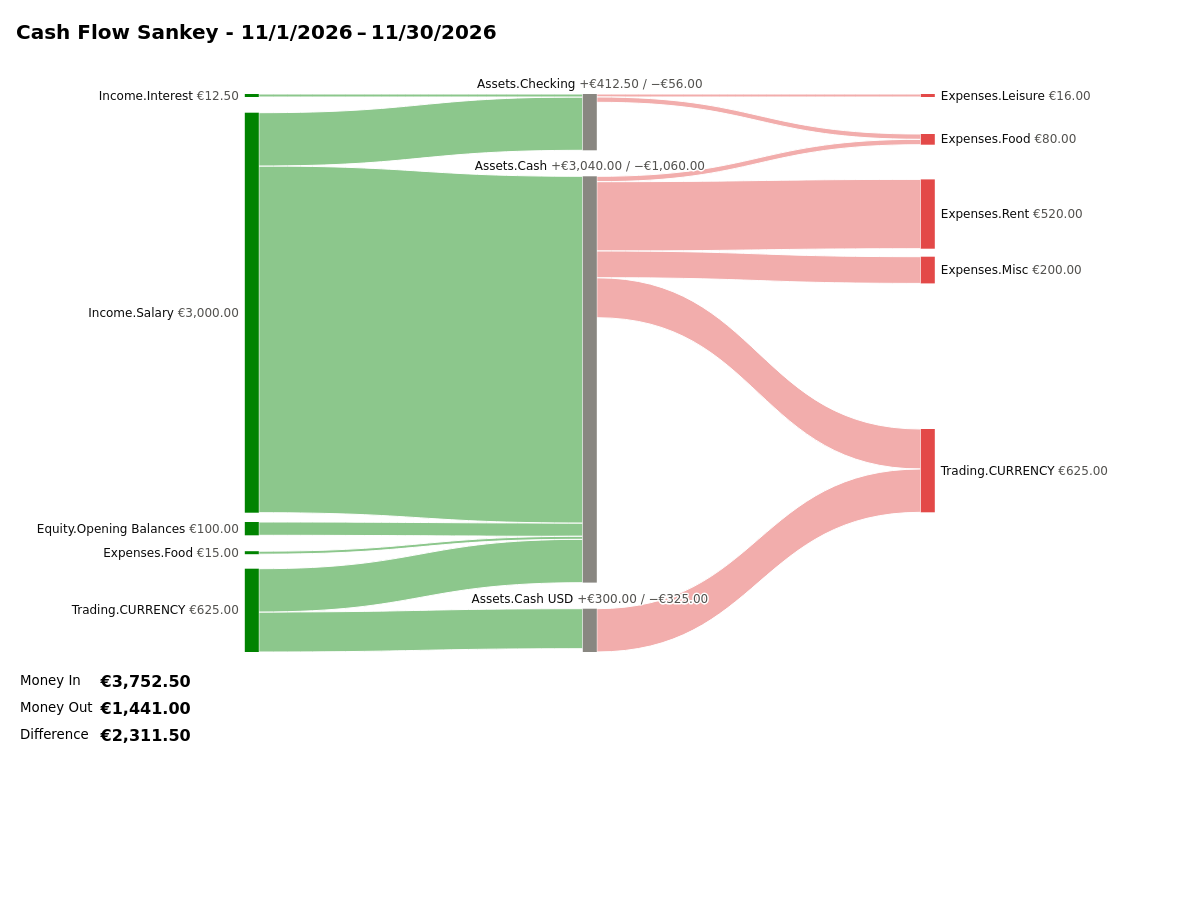 Cash Flow Sankey - 11/1/2026 – 11/30/2026
Assets.Checking +€412.50 / −€56.00
Income.Interest €12.50
Expenses.Leisure €16.00
Expenses.Food €80.00
Assets.Cash +€3,040.00 / −€1,060.00
Expenses.Rent €520.00
Expenses.Misc €200.00
Income.Salary €3,000.00
Trading.CURRENCY €625.00
Equity.Opening Balances €100.00
Expenses.Food €15.00
Assets.Cash USD +€300.00 / −€325.00
Trading.CURRENCY €625.00
Money In €3,752.50
Money Out €1,441.00
Difference €2,311.50